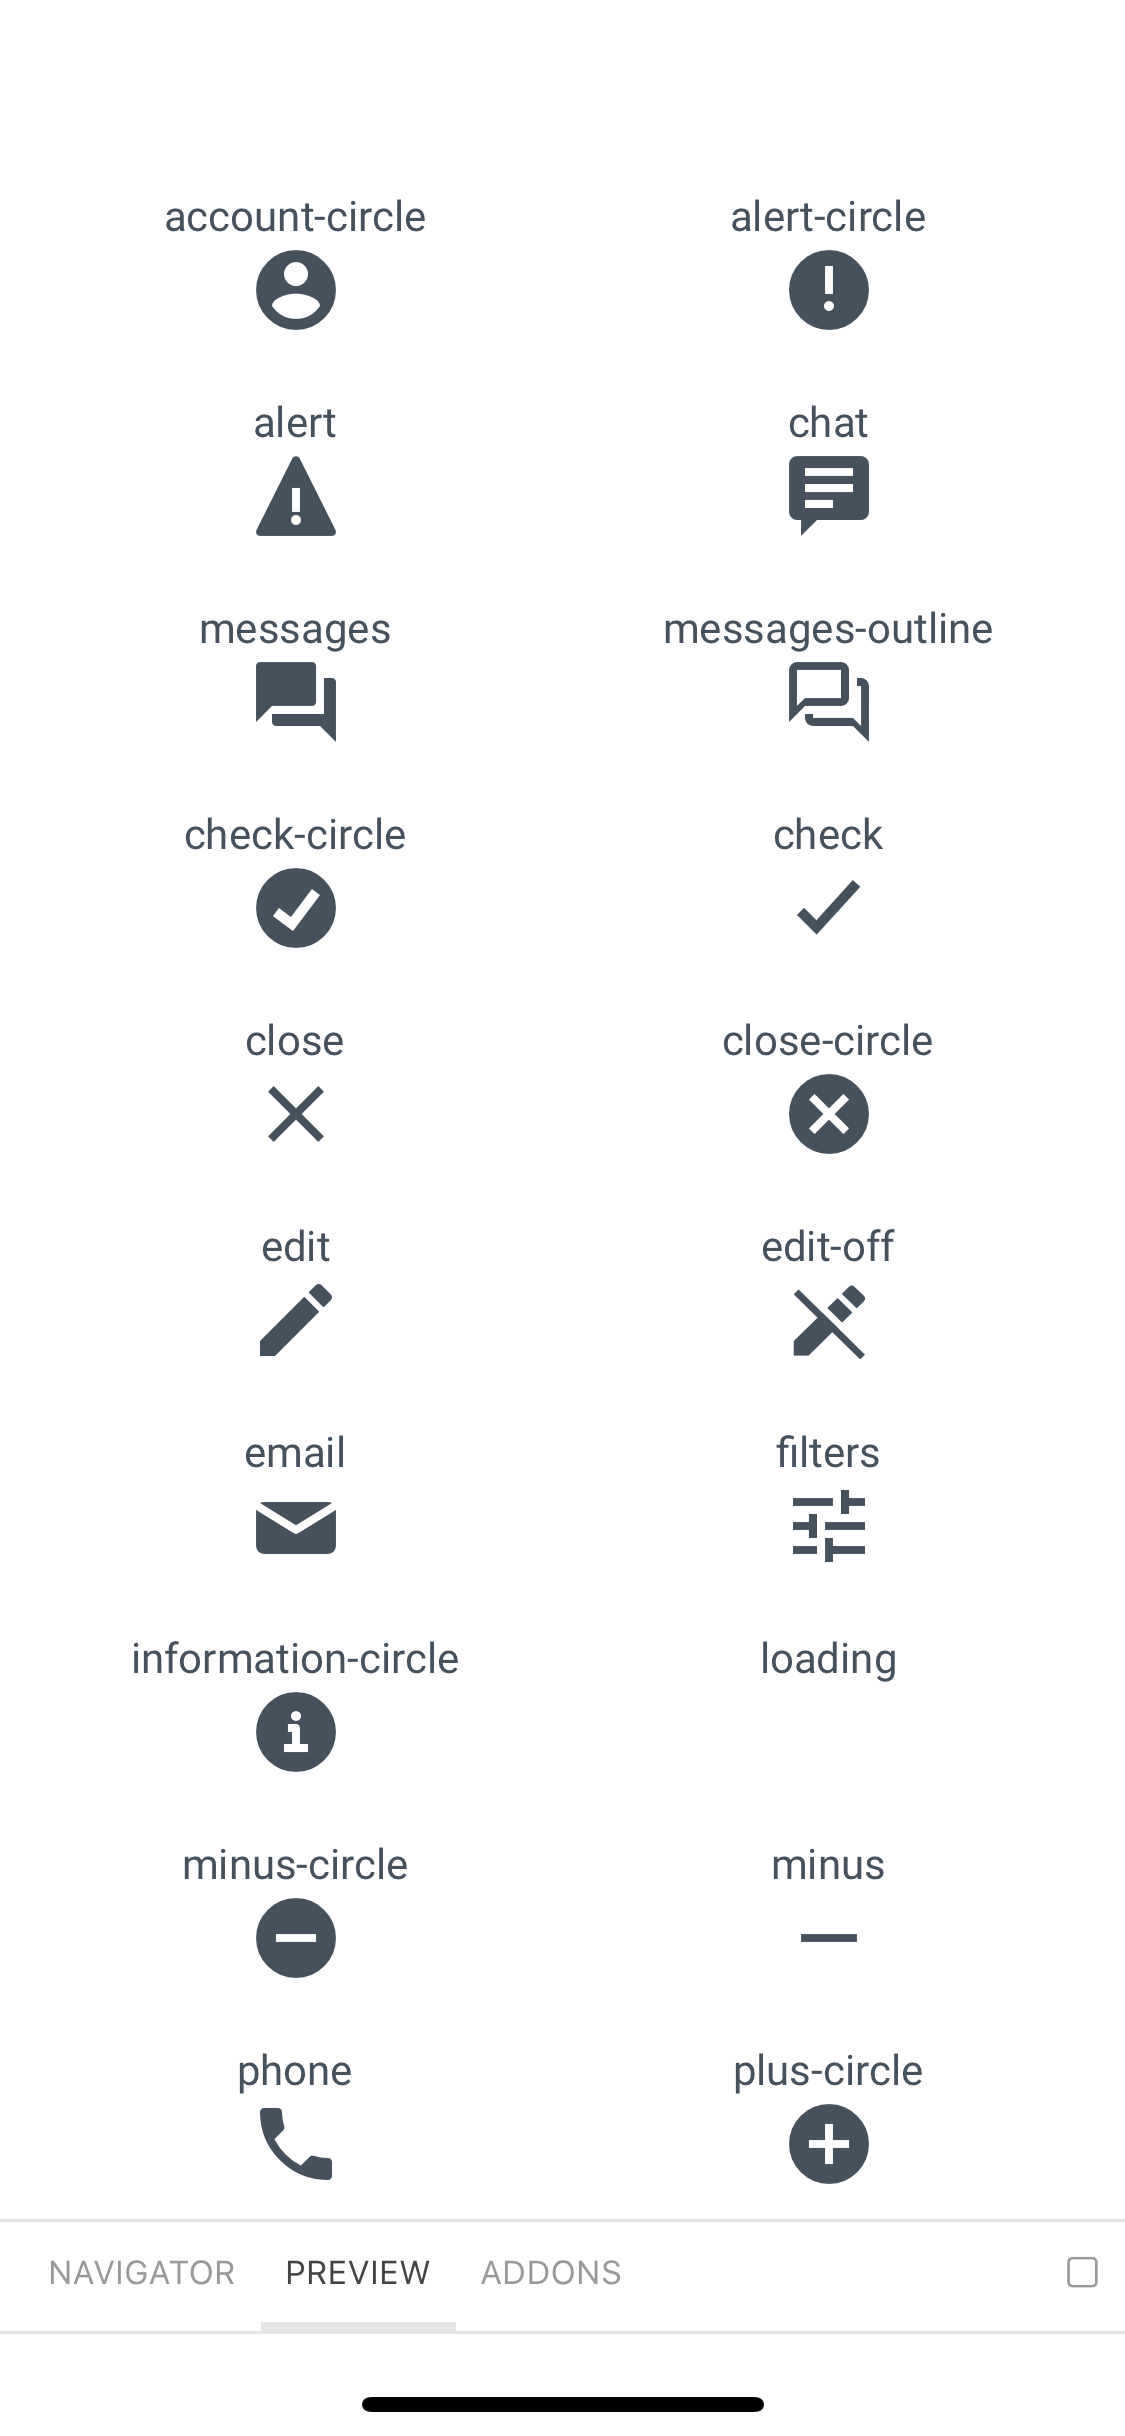 account-circle
alert-circle
alert
chat
messages
messages-outline
check-circle
check
close
close-circle
edit
edit-off
email
filters
information-circle
loading
minus-circle
minus
phone
plus-circle
NAVIGATOR
PREVIEW
ADDONS